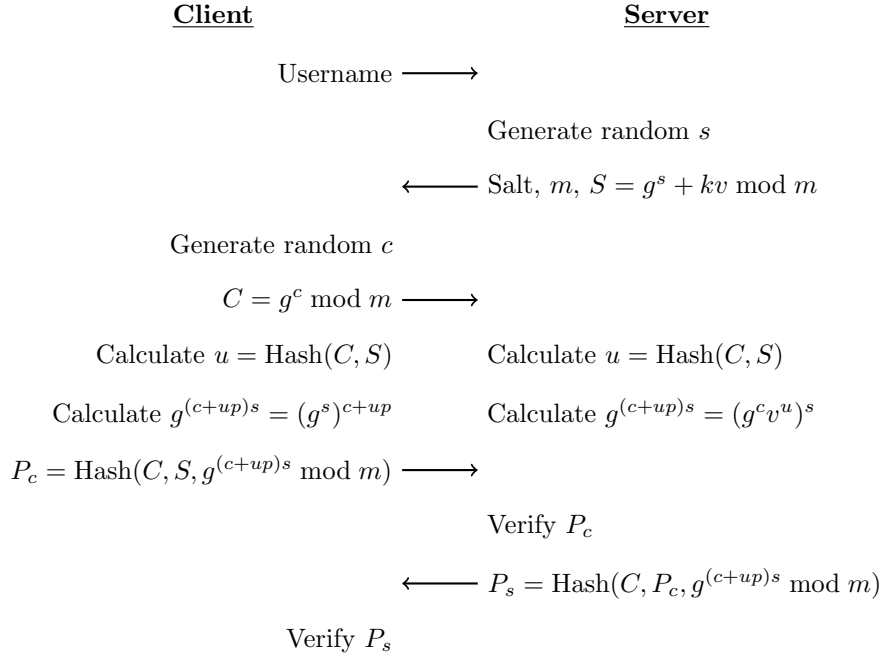 Client Server
Username
Generate random s
Salt, m, S = g^s + kv mod m
Generate random c
C = g^c mod m
Calculate u = Hash(C, S) Calculate u = Hash(C, S)
Calculate g^{(c+up)s} = (g^s)^{c+up} Calculate g^{(c+up)s} = (g^c v^u)^s
P_c = Hash(C, S, g^{(c+up)s} mod m)
Verify P_c
P_s = Hash(C, P_c, g^{(c+up)s} mod m)
Verify P_s